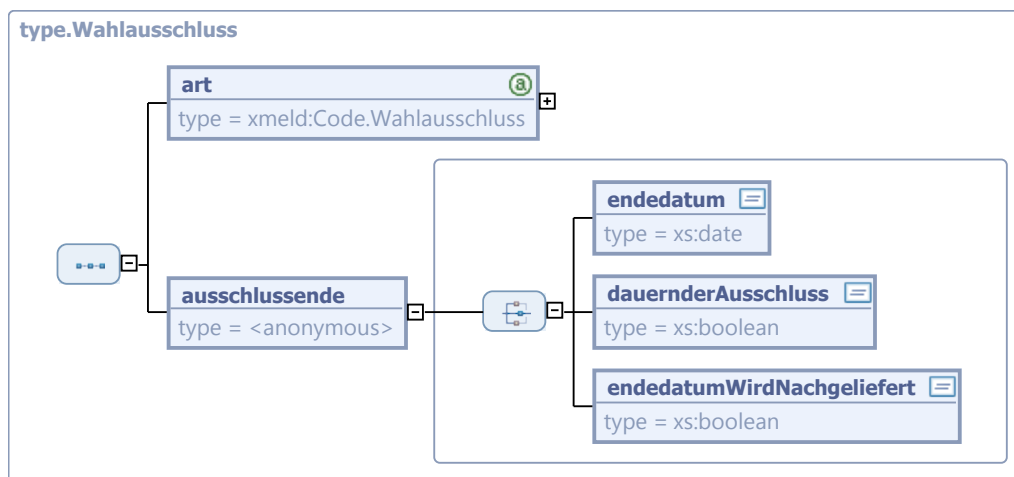 type.Wahlausschluss
art
type = xmeld:Code.Wahlausschluss
endedatum
type = xs:date
ausschlussende
type = <anonymous>
dauernderAusschluss
type = xs:boolean
endedatumWirdNachgeliefert
type = xs:boolean